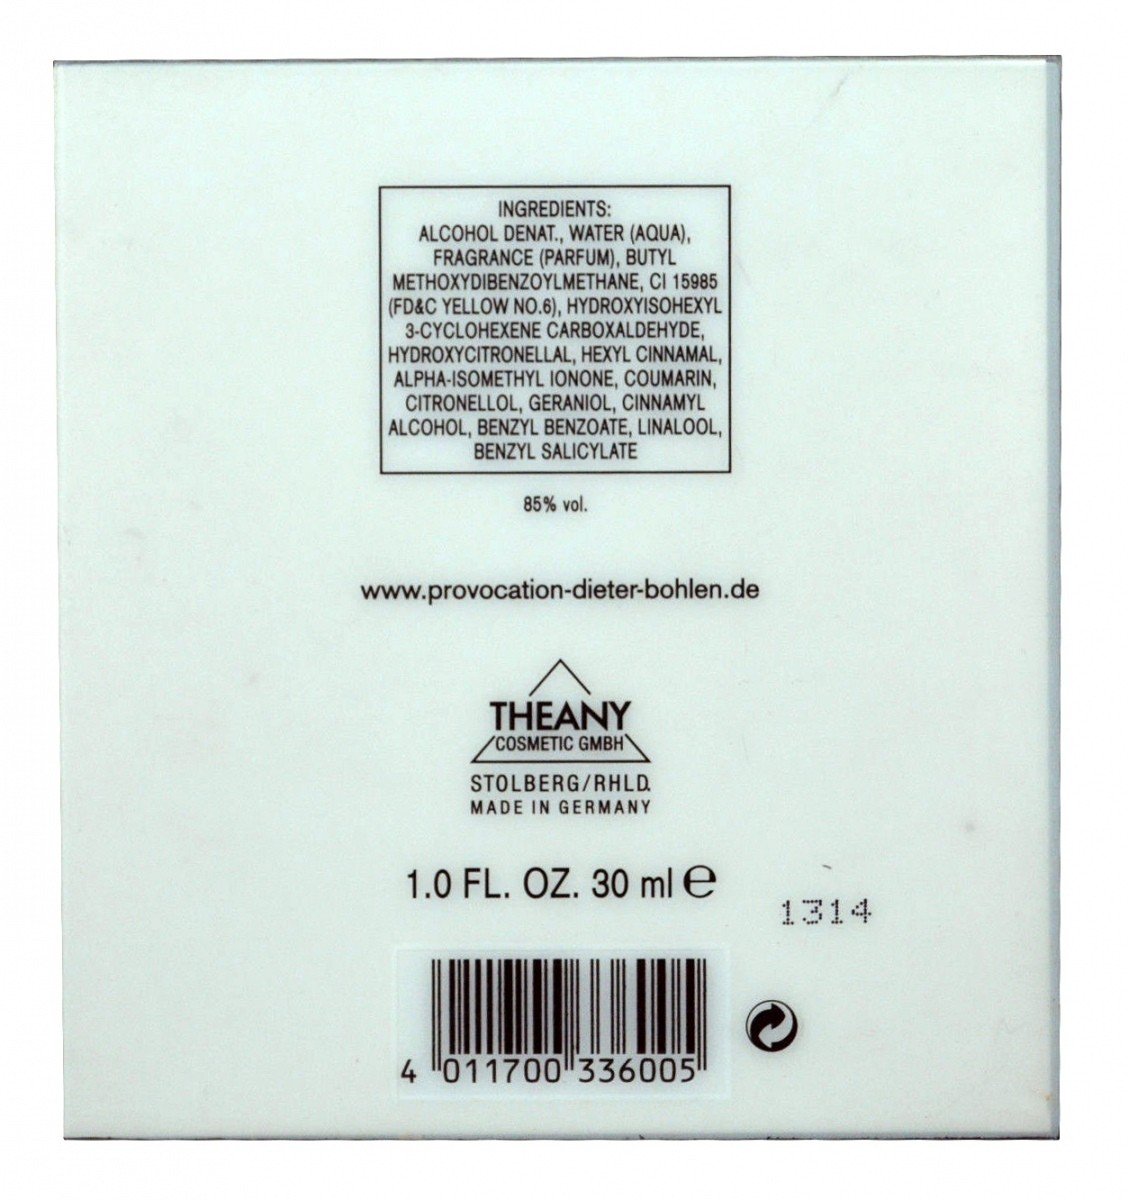 INGREDIENTS:
ALCOHOL DENAT., WATER (AQUA),
FRAGRANCE (PARFUM), BUTYL
METHOXYDIBENZOYLMETHANE, CI 15985
(FD&C YELLOW NO.6), HYDROXYISOHEXYL
3-CYCLOHEXENE CARBOXALDEHYDE,
HYDROXYCITRONELLAL, HEXYL CINNAMAL,
ALPHA-ISOMETHYL IONONE, COUMARIN,
CITRONELLOL, GERANIOL, CINNAMYL
ALCOHOL, BENZYL BENZOATE, LINALOOL,
BENZYL SALICYLATE
85% vol.
www.provocation-dieter-bohlen.de
THEANY
COSMETIC GMBH
STOLBERG/RHLD.
MADE IN GERMANY
1.0 FL. OZ. 30 ml ℮
1314
4 011700 336005